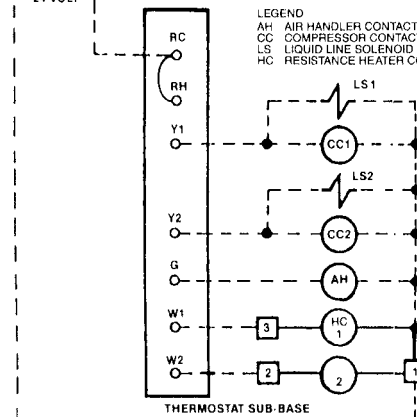 LEGEND
AH AIR HANDLER CONTACT
CC COMPRESSOR CONTACT
LS LIQUID LINE SOLENOID
HC RESISTANCE HEATER
RC
RH
LS1
Y1
CC1
LS2
Y2
CC2
G
AH
W1
3
HC
1
W2
2
2
1
THERMOSTAT SUB-BASE